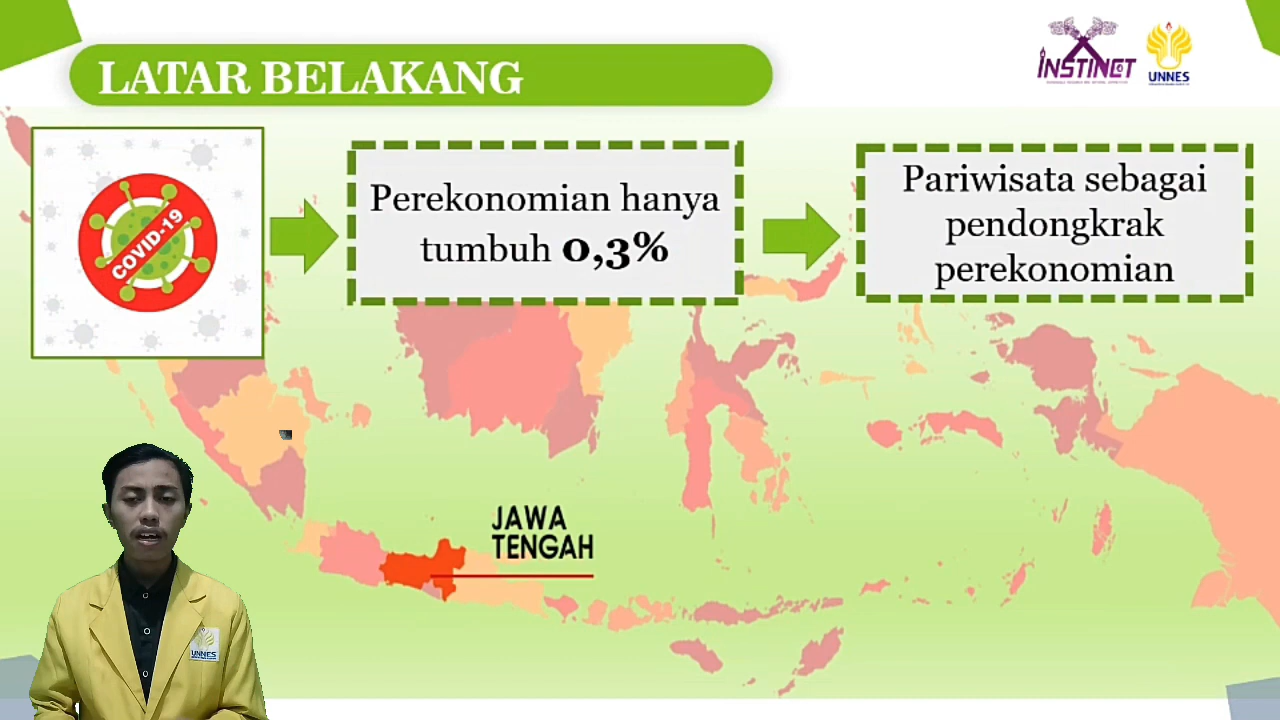 LATAR BELAKANG
INSTINCT
UNNES
COVID-19
Perekonomian hanya
tumbuh 0,3%
Pariwisata sebagai
pendongkrak
perekonomian
JAWA
TENGAH
UNNES